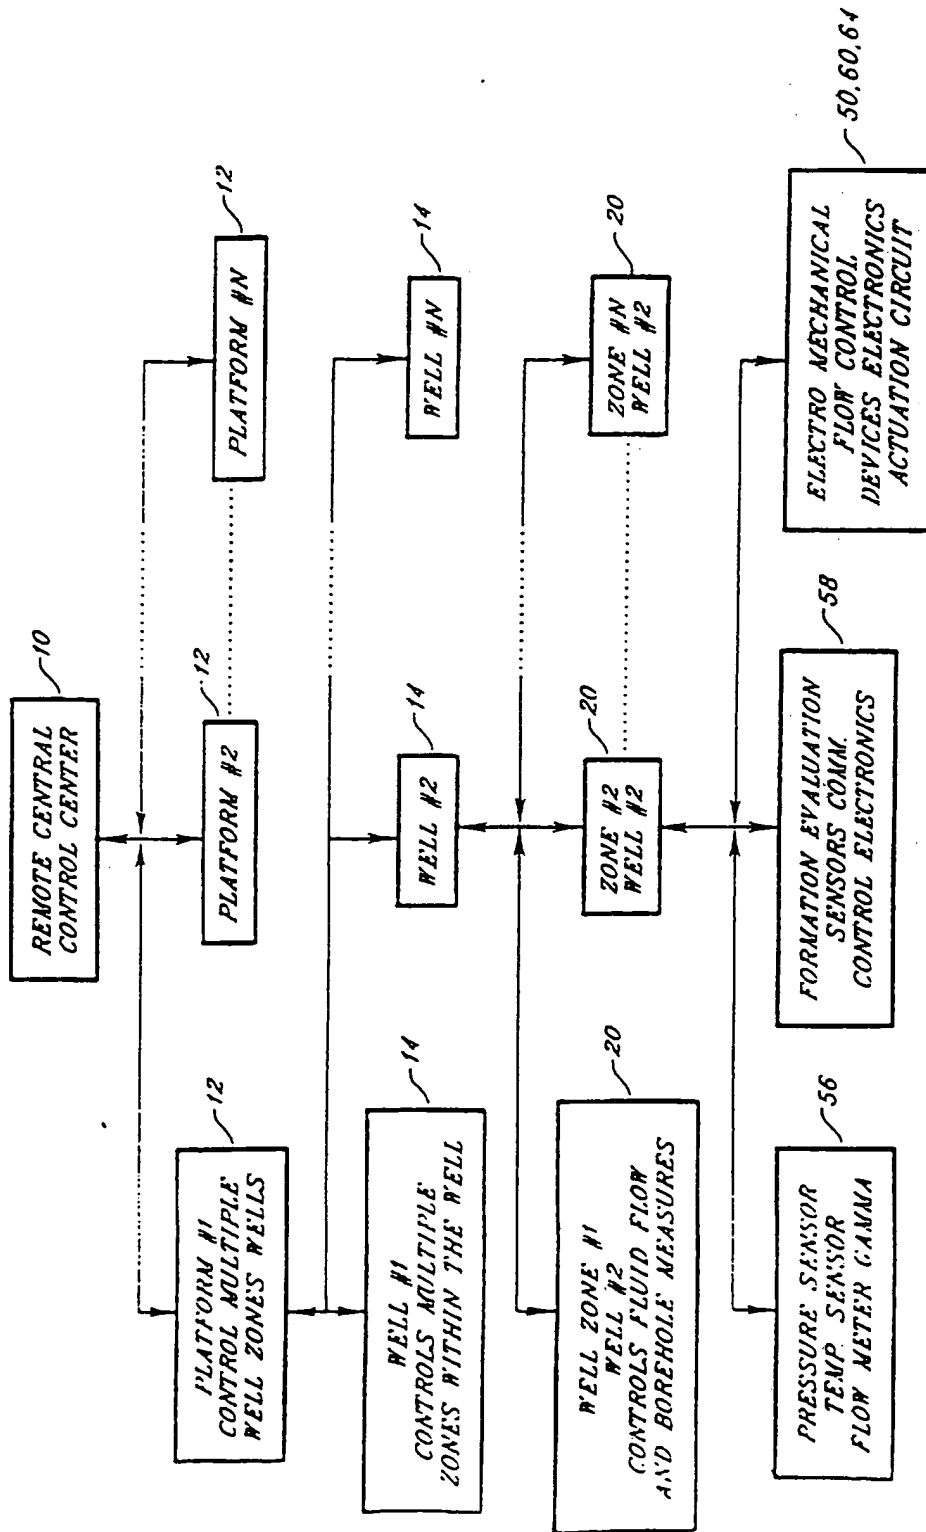 REMOTE CENTRAL
CONTROL CENTER
10
PLATFORM #1
CONTROL MULTIPLE
WELL ZONES WELLS
12
PLATFORM #2
12
PLATFORM #N
12
WELL #1
CONTROLS MULTIPLE
ZONES WITHIN THE WELL
14
WELL #2
14
WELL #N
14
WELL ZONE #1
WELL #2
CONTROLS FLUID FLOW
AND BOREHOLE MEASURES
20
ZONE #2
WELL #2
20
ZONE #N
WELL #2
20
PRESSURE SENSOR
TEMP. SENSOR
FLOW METER GAMMA
56
FORMATION EVALUATION
SENSORS COMM.
CONTROL ELECTRONICS
58
ELECTRO MECHANICAL
FLOW CONTROL
DEVICES ELECTRONICS
ACTUATION CIRCUIT
50,60,64